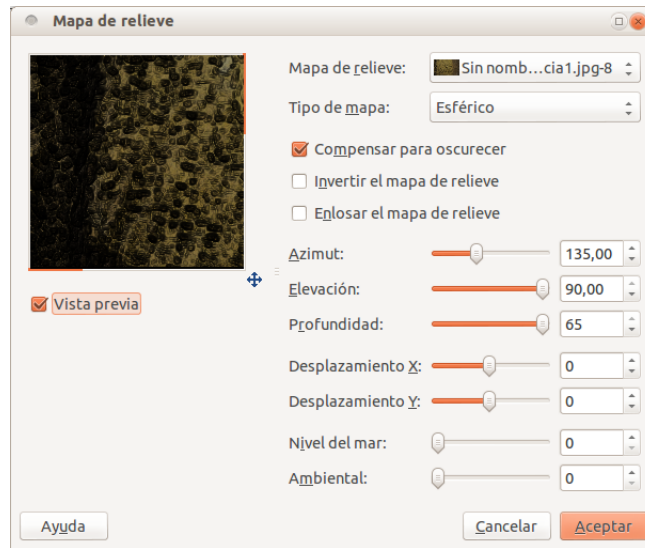 Mapa de relieve
Mapa de relieve: Sin nomb...cia1.jpg-8
Tipo de mapa: Esférico
Compensar para oscurecer
Invertir el mapa de relieve
Enlosar el mapa de relieve
Azimut: 135,00
Elevación: 90,00
Vista previa
Profundidad: 65
Desplazamiento X: 0
Desplazamiento Y: 0
Nivel del mar: 0
Ambiental: 0
Ayuda Cancelar Aceptar